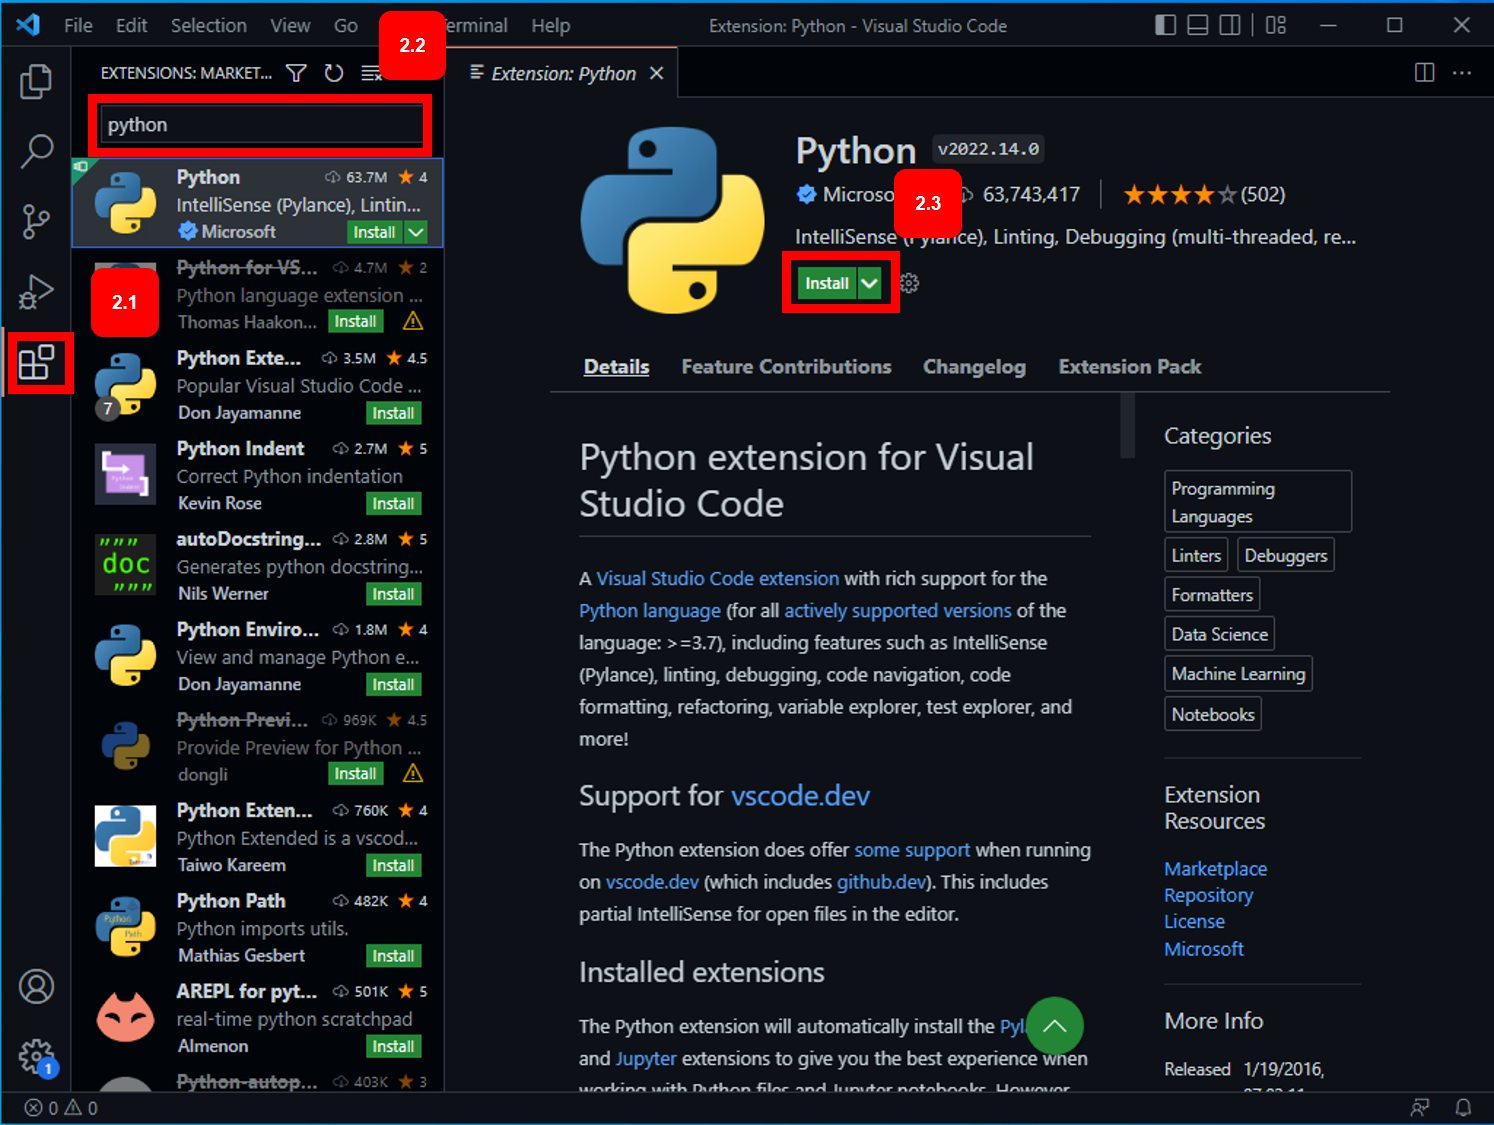 File Edit Selection View Go Terminal Help
Extension: Python - Visual Studio Code
2.2
EXTENSIONS: MARKET...
python
Python 63.7M 4
IntelliSense (Pylance), Lintin...
Microsoft Install
Python for VS... 4.7M 2
Python language extension ...
Thomas Haakon... Install
2.1
Python Exte... 3.5M 4.5
Popular Visual Studio Code ...
7
Don Jayamanne Install
Python Indent 2.7M 5
Correct Python indentation
Kevin Rose Install
autoDocstring... 2.8M 5
Generates python docstring...
""" doc """
Nils Werner Install
Python Enviro... 1.8M 4
View and manage Python e...
Don Jayamanne Install
Python Previ... 969K 4.5
Provide Preview for Python ...
dongli Install
Python Exten... 760K 4
Python Extended is a vscod...
Taiwo Kareem Install
Python Path 482K 4
Python imports utils.
Python Path
Mathias Gesbert Install
AREPL for pyt... 501K 5
real-time python scratchpad
Almenon Install
Python-autop... 403K 3
1
Extension: Python
Python v2022.14.0
Microso 63,743,417 (502)
2.3
IntelliSense (Pylance), Linting, Debugging (multi-threaded, re...
Install
Details Feature Contributions Changelog Extension Pack
Python extension for Visual
Studio Code
A Visual Studio Code extension with rich support for the
Python language (for all actively supported versions of the
language: >=3.7), including features such as IntelliSense
(Pylance), linting, debugging, code navigation, code
formatting, refactoring, variable explorer, test explorer, and
more!
Support for vscode.dev
The Python extension does offer some support when running
on vscode.dev (which includes github.dev). This includes
partial IntelliSense for open files in the editor.
Installed extensions
The Python extension will automatically install the Pyl
and Jupyter extensions to give you the best experience when
working with Python files and Jupyter notebooks. However,
Categories
Programming
Languages
Linters Debuggers
Formatters
Data Science
Machine Learning
Notebooks
Extension
Resources
Marketplace
Repository
License
Microsoft
More Info
Released 1/19/2016,
0 0